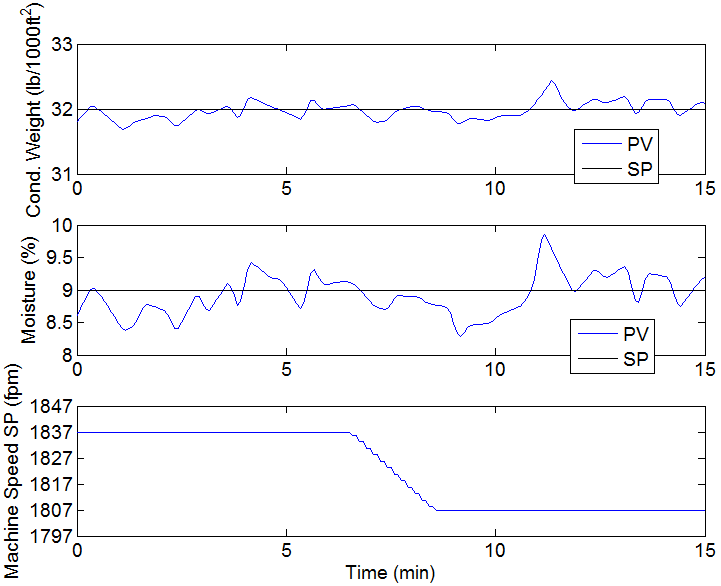 Cond. Weight (lb/1000ft²)
33
32
31
0 5 10 15
PV
SP
Moisture (%)
10
9.5
9
8.5
8
0 5 10 15
PV
SP
Machine Speed SP (fpm)
1847
1837
1827
1817
1807
1797
0 5 10 15
Time (min)